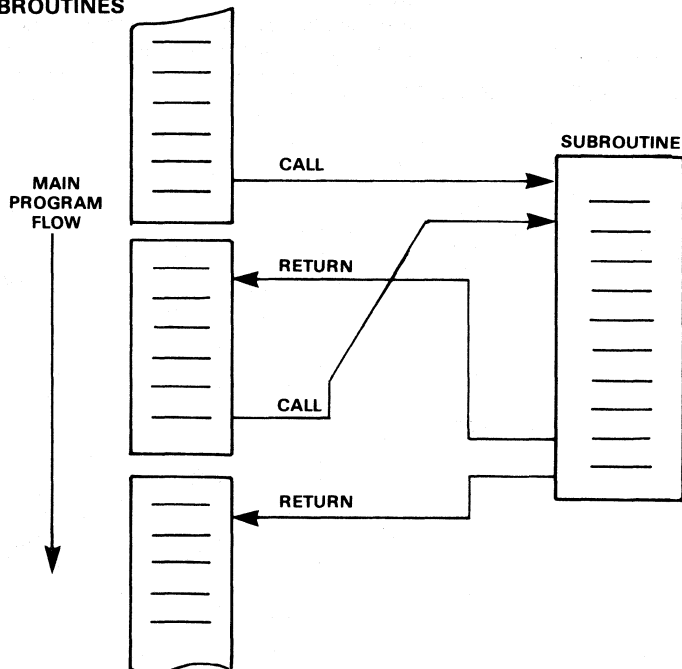 BROUTINES
CALL
SUBROUTINE
MAIN
PROGRAM
FLOW
RETURN
CALL
RETURN